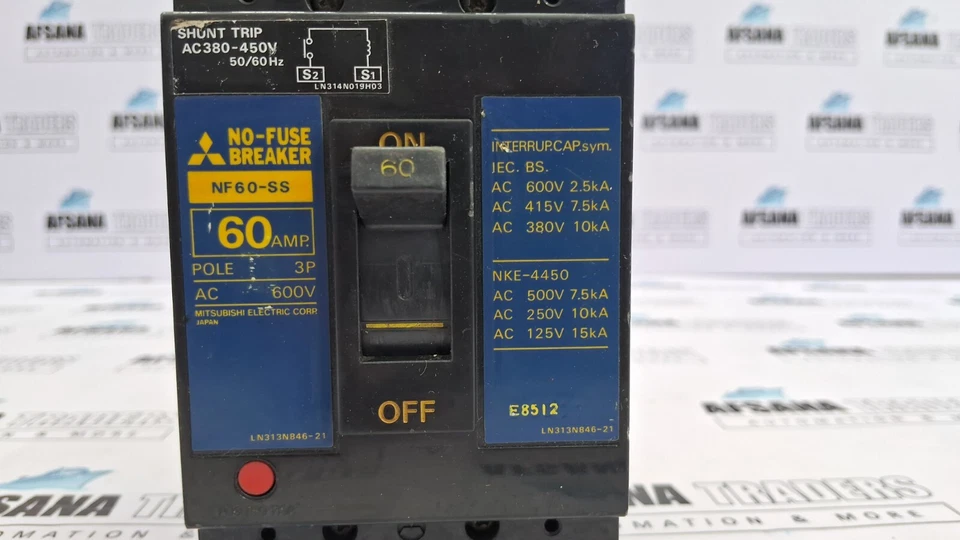 SHUNT TRIP
AC380-450V
50/60Hz
S2 S1
LN314N019H03
NO-FUSE
BREAKER
NF60-SS
60 AMP.
POLE 3P
AC 600V
MITSUBISHI ELECTRIC CORP.
JAPAN
LN313N846-21
ON
60
OFF
INTERRUP.CAP.sym.
JEC. BS.
AC 600V 2.5kA
AC 415V 7.5kA
AC 380V 10kA
NKE-4450
AC 500V 7.5kA
AC 250V 10kA
AC 125V 15kA
E8512
LN313N846-21
AFSANA TRADERS
AUTOMATION & MORE